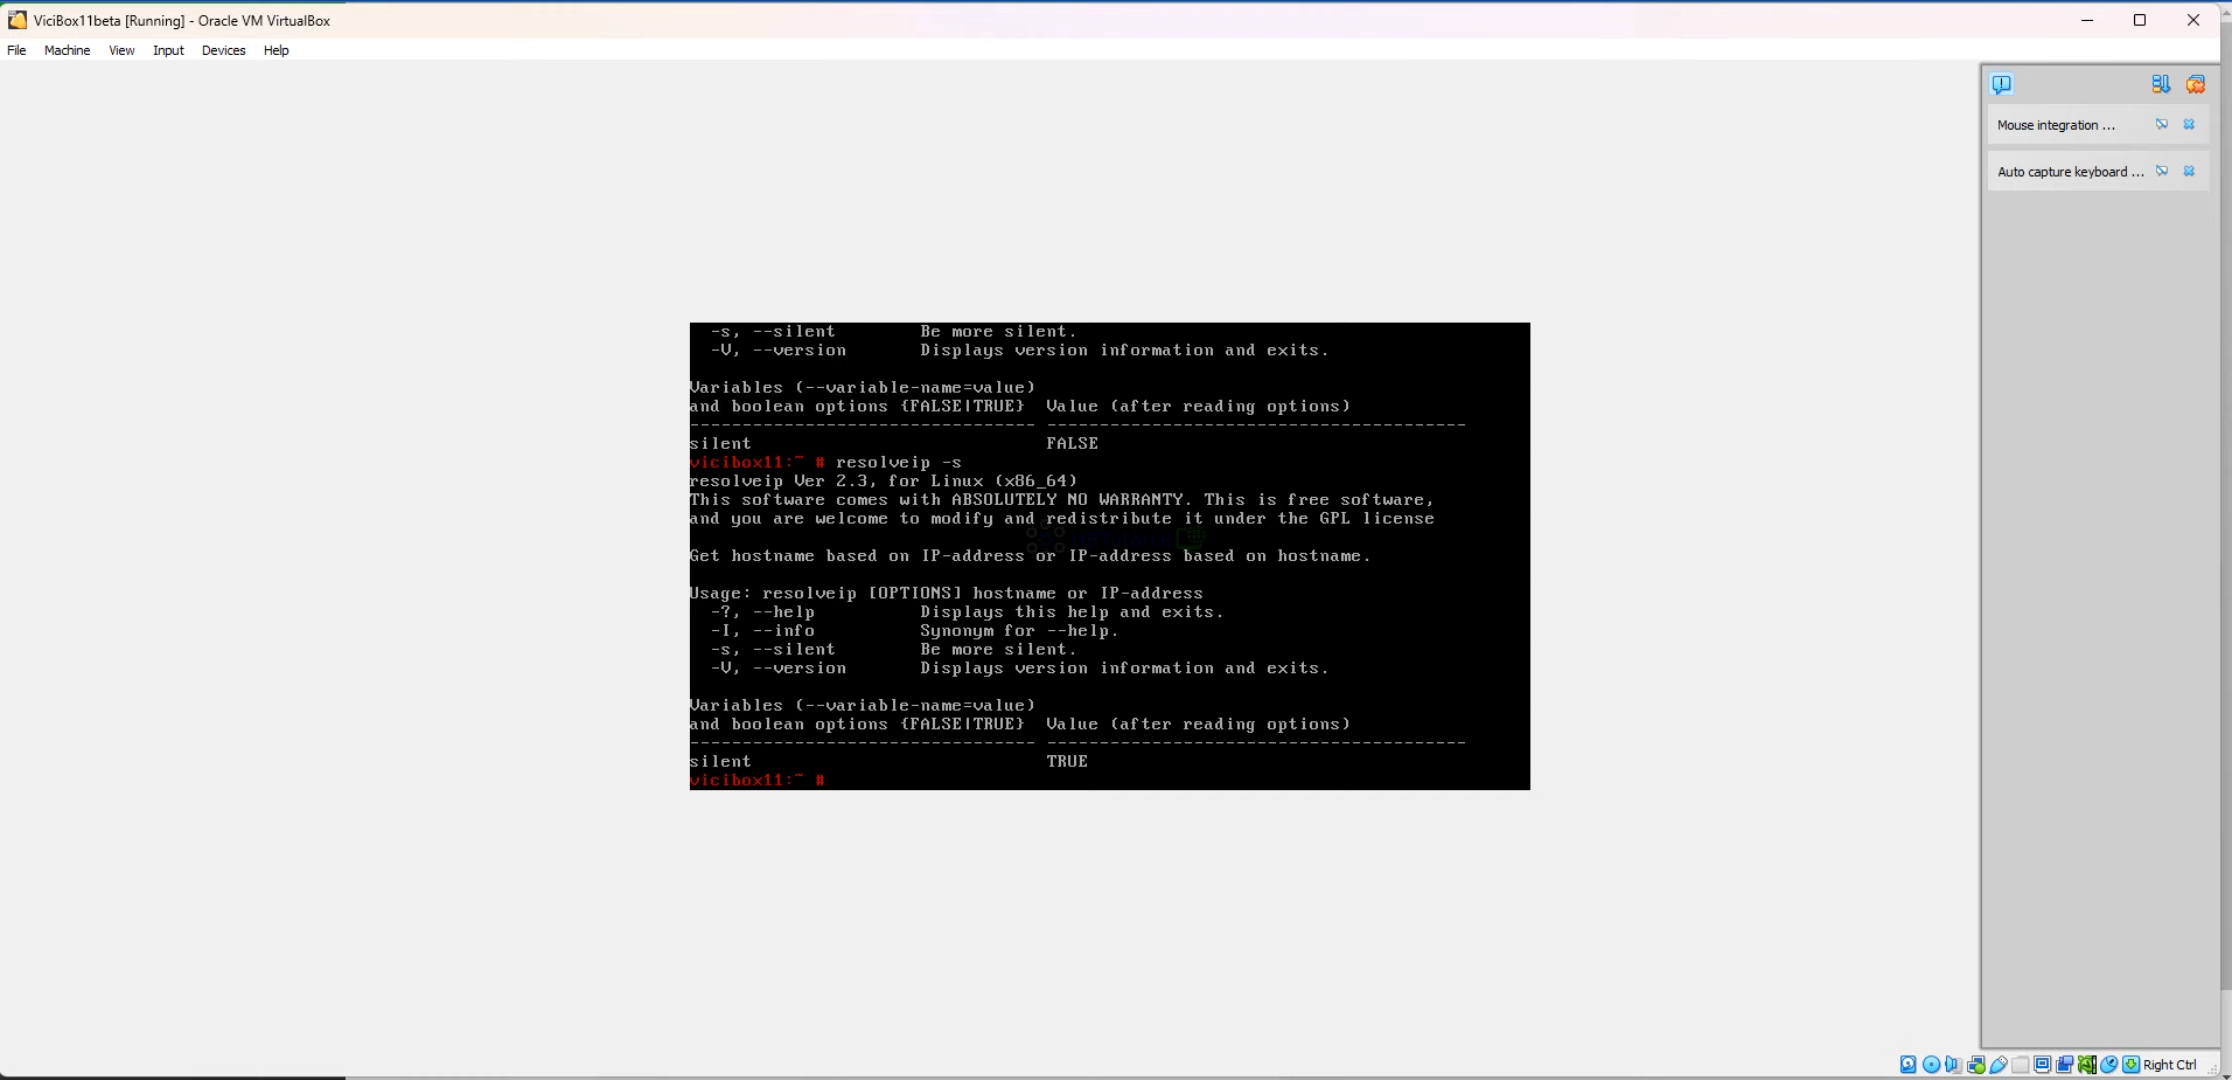 ViciBox11beta [Running] - Oracle VM VirtualBox
File Machine View Input Devices Help
Mouse integration ...
Auto capture keyboard ...
-s, --silent Be more silent.
-V, --version Displays version information and exits.
Variables (--variable-name=value)
and boolean options {FALSE|TRUE} Value (after reading options)
--------------------------------- ----------------------------------------
silent FALSE
vicibox11:~ # resolveip -s
resolveip Ver 2.3, for Linux (x86_64)
This software comes with ABSOLUTELY NO WARRANTY. This is free software,
and you are welcome to modify and redistribute it under the GPL license
Get hostname based on IP-address or IP-address based on hostname.
Usage: resolveip [OPTIONS] hostname or IP-address
-?, --help Displays this help and exits.
-I, --info Synonym for --help.
-s, --silent Be more silent.
-V, --version Displays version information and exits.
Variables (--variable-name=value)
and boolean options {FALSE|TRUE} Value (after reading options)
--------------------------------- ----------------------------------------
silent TRUE
vicibox11:~ #
Right Ctrl